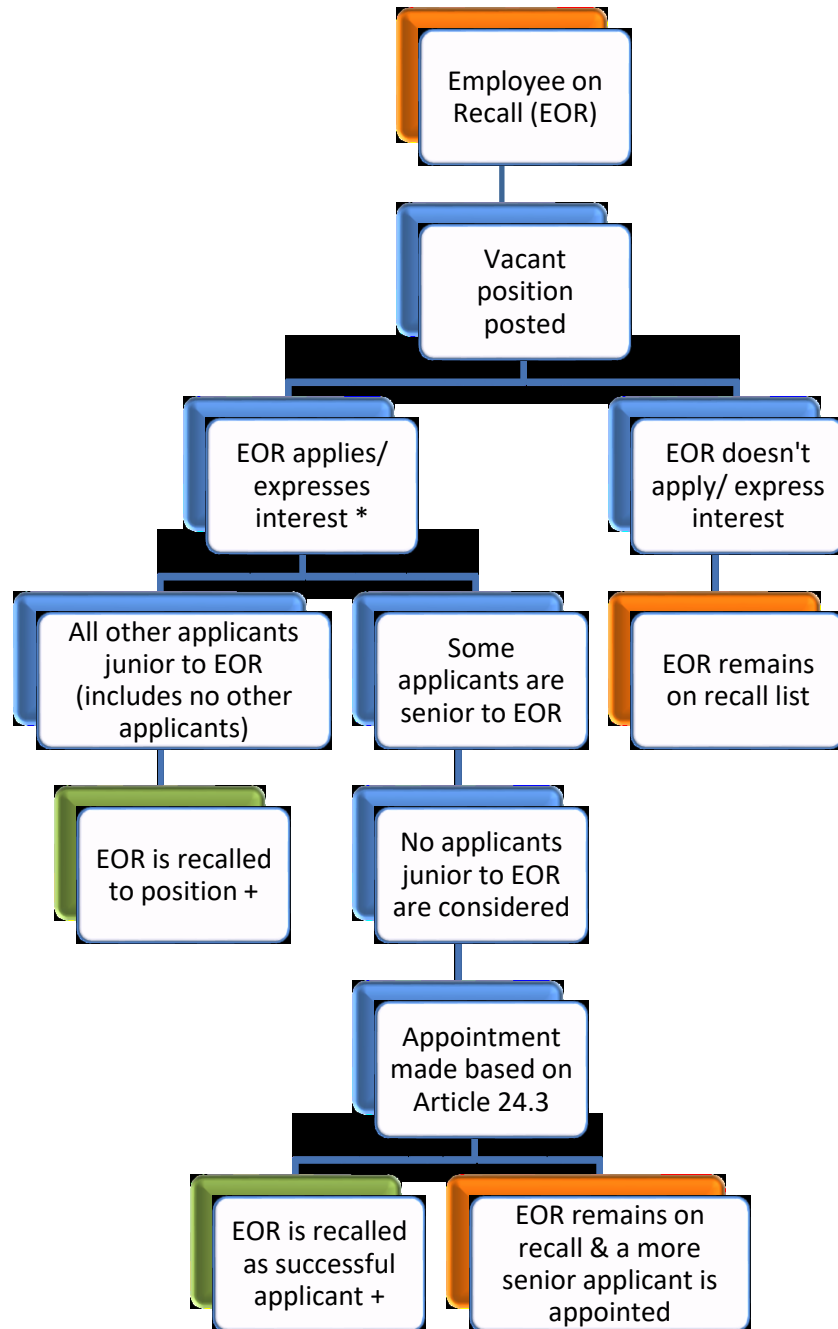 Employee on
Recall (EOR)
Vacant
position
posted
EOR applies/
expresses
interest *
EOR doesn't
apply/ express
interest
All other applicants
junior to EOR
(includes no other
applicants)
Some
applicants are
senior to EOR
EOR remains
on recall list
EOR is recalled
to position +
No applicants
junior to EOR
are considered
Appointment
made based on
Article 24.3
EOR is recalled
as successful
applicant +
EOR remains on
recall & a more
senior applicant is
appointed